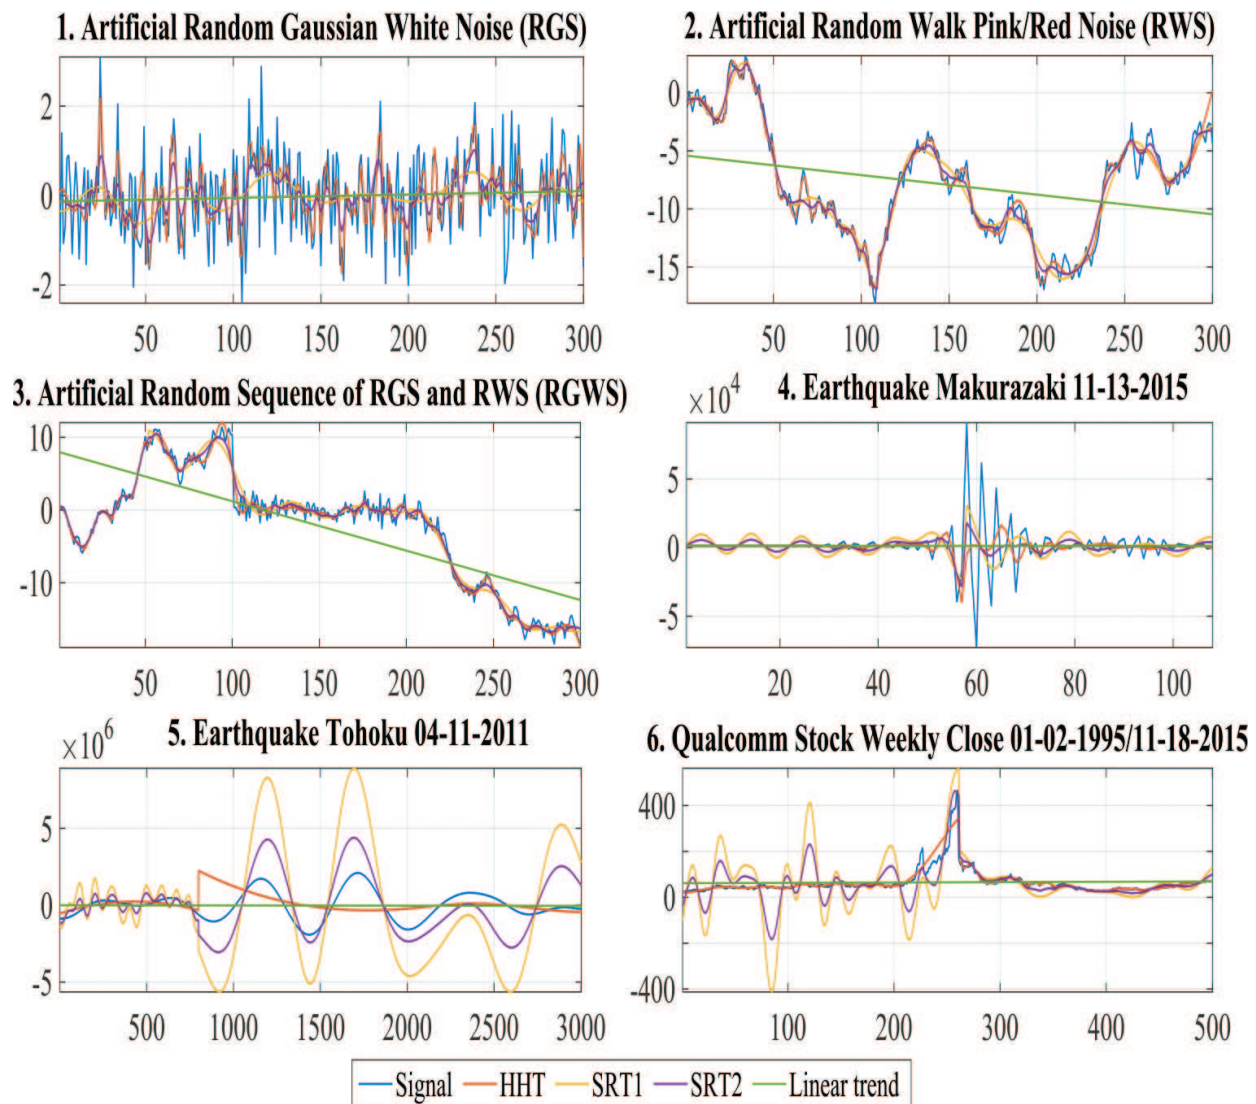 1. Artificial Random Gaussian White Noise (RGS)
2
0
-2
50 100 150 200 250 300
2. Artificial Random Walk Pink/Red Noise (RWS)
0
-5
-10
-15
50 100 150 200 250 300
3. Artificial Random Sequence of RGS and RWS (RGWS)
10
0
-10
50 100 150 200 250 300
4. Earthquake Makurazaki 11-13-2015
×10^4
5
0
-5
20 40 60 80 100
5. Earthquake Tohoku 04-11-2011
×10^6
5
0
-5
500 1000 1500 2000 2500 3000
6. Qualcomm Stock Weekly Close 01-02-1995/11-18-2015
400
0
-400
0 100 200 300 400 500
Signal HHT SRT1 SRT2 Linear trend